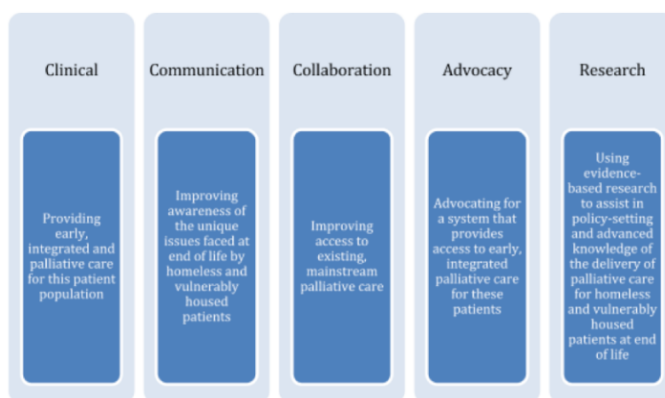 Clinical
Communication
Collaboration
Advocacy
Research
Providing
early,
integrated and
palliative care
for this patient
population
Improving
awareness of
the unique
issues faced at
end of life by
homeless and
vulnerably
housed
patients
Improving
access to
existing,
mainstream
palliative care
Advocating for
a system that
provides
access to early,
integrated
palliative care
for these
patients
Using
evidence-
based research
to assist in
policy-setting
and advanced
knowledge of
the delivery of
palliative care
for homeless
and vulnerably
housed
patients at end
of life